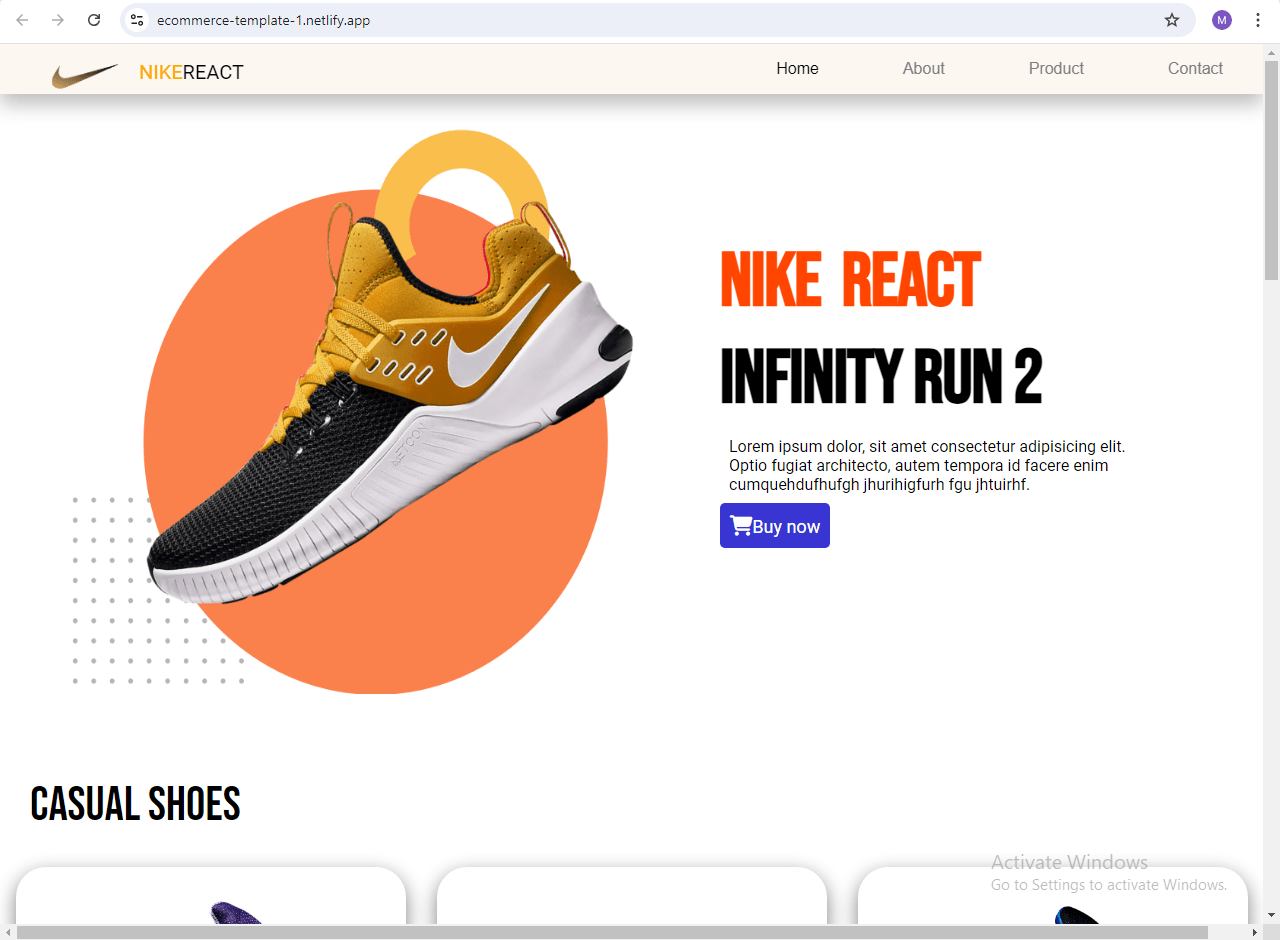 ecommerce-template-1.netlify.app
M
NIKEREACT
Home
About
Product
Contact
NIKE REACT
INFINITY RUN 2
Lorem ipsum dolor, sit amet consectetur adipisicing elit.
Optio fugiat architecto, autem tempora id facere enim
cumquehdufhufgh jhurihigfurh fgu jhtuirhf.
Buy now
METCON
CASUAL SHOES
Activate Windows
Go to Settings to activate Windows.